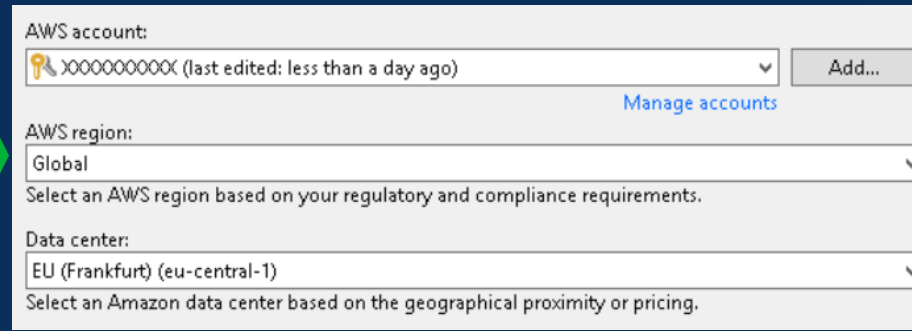 AWS account:
XXXXXXXXXX (last edited: less than a day ago)
Add...
Manage accounts
AWS region:
Global
Select an AWS region based on your regulatory and compliance requirements.
Data center:
EU (Frankfurt) (eu-central-1)
Select an Amazon data center based on the geographical proximity or pricing.